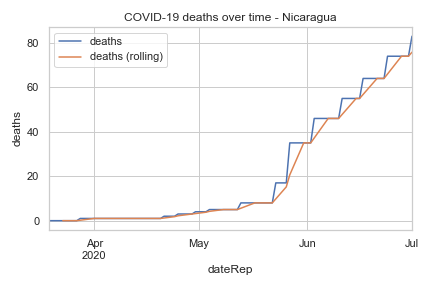 COVID-19 deaths over time - Nicaragua
deaths
deaths (rolling)
80
60
40
20
0
deaths
Apr
2020
May
Jun
Jul
dateRep